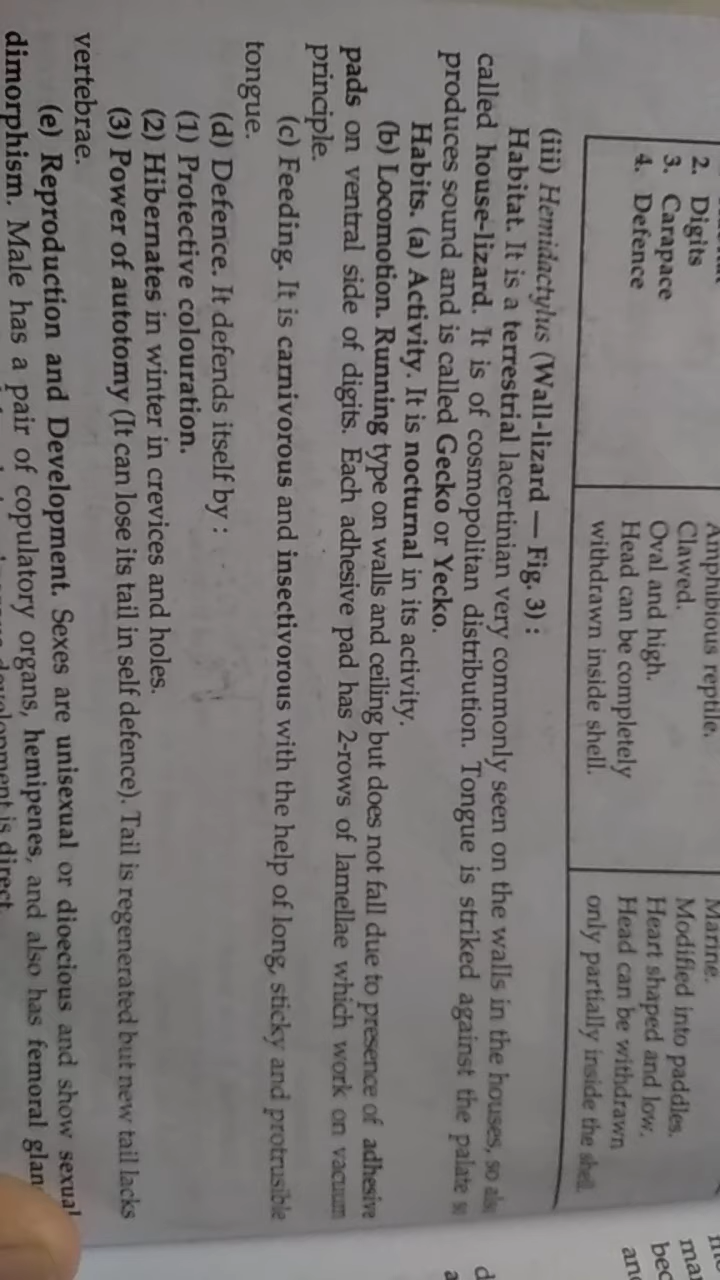 Amphibious reptile. Marine.
2. Digits Clawed. Modified into paddles.
3. Carapace Oval and high. Heart shaped and low.
4. Defence Head can be completely Head can be withdrawn
withdrawn inside shell. only partially inside the shell.
(iii) Hemidactylus (Wall-lizard — Fig. 3) :
Habitat. It is a terrestrial lacertinian very commonly seen on the walls in the houses, so als
called house-lizard. It is of cosmopolitan distribution. Tongue is striked against the palate s
produces sound and is called Gecko or Yecko.
Habits. (a) Activity. It is nocturnal in its activity.
(b) Locomotion. Running type on walls and ceiling but does not fall due to presence of adhesive
pads on ventral side of digits. Each adhesive pad has 2-rows of lamellae which work on vacuum
principle.
(c) Feeding. It is carnivorous and insectivorous with the help of long, sticky and protrusible
tongue.
(d) Defence. It defends itself by :
(1) Protective colouration.
(2) Hibernates in winter in crevices and holes.
(3) Power of autotomy (It can lose its tail in self defence). Tail is regenerated but new tail lacks
vertebrae.
(e) Reproduction and Development. Sexes are unisexual or dioecious and show sexual
dimorphism. Male has a pair of copulatory organs, hemipenes, and also has femoral glan
development is direct.